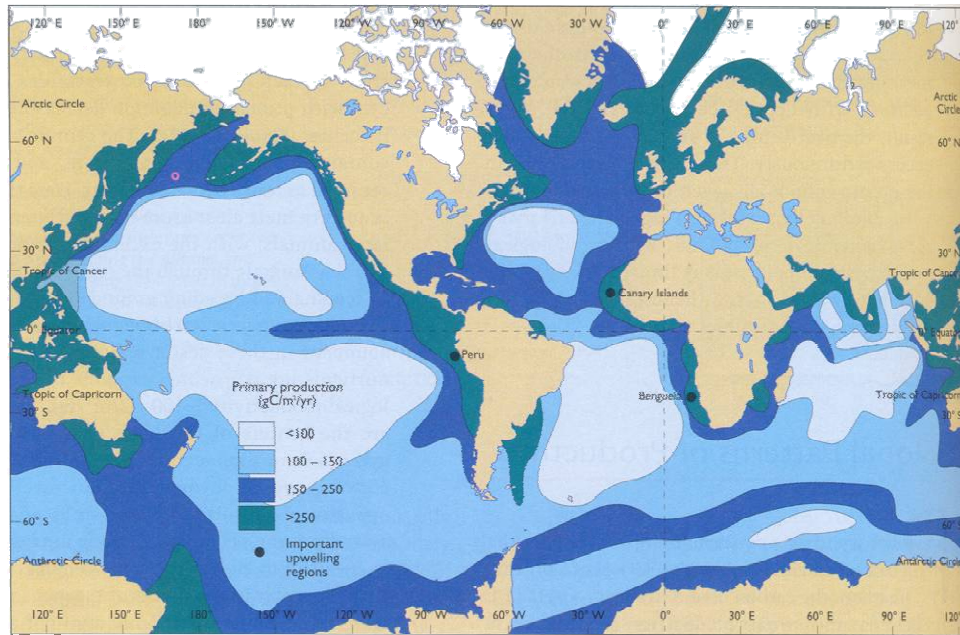 120° E 150° E 180° 150° W 120° W 90° W 60° W 30° W 0° 30° E 60° E 90° E 120°
Arctic Circle
Arctic
Circle
60° N
60° N
30° N
30° N
Tropic of Cancer
Tropic of Cancer
Canary Islands
0° Equator
Equator
Peru
Benguela
Tropic of Capricorn
Tropic of Capricorn
30° S
30° S
Primary production
(gC/m²/yr)
<100
100 – 150
150 – 250
>250
Important
upwelling
regions
60° S
60° S
Antarctic Circle
Antarctic Circle
120° E 150° E 180° 150° W 120° W 90° W 60° W 30° W 0° 30° E 60° E 90° E 120°